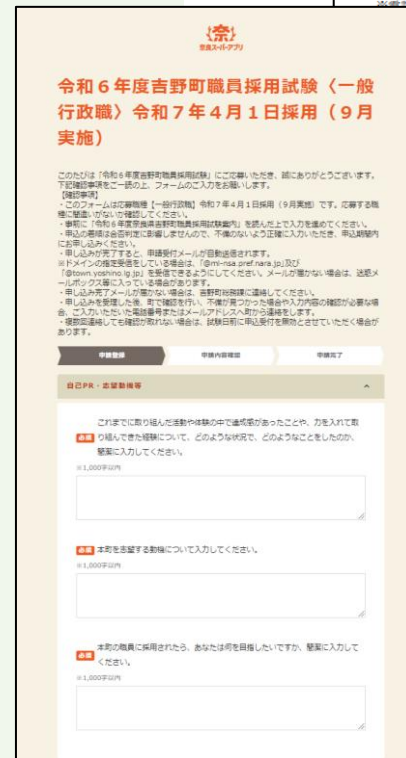 奈
奈良スーパーアプリ
令和６年度吉野町職員採用試験〈一般
行政職〉令和７年４月１日採用（９月
実施）
このたびは「令和６年度吉野町職員採用試験」にご応募いただき、誠にありがとうございます。
下記確認事項をご一読の上、フォームのご入力をお願いします。
【確認事項】
・このフォームは応募職種【一般行政職】令和７年４月１日採用（９月実施）です。応募する職
種に間違いがないか確認してください。
・事前に「令和６年度奈良県吉野町職員採用試験案内」を読んだ上で入力を進めてください。
・申込の着順は合否判定に影響しませんので、不備のないよう正確に入力いただき、申込期間内
にお申し込みください。
・申し込みが完了すると、申請受付メールが自動送信されます。
※ドメインの指定受信をしている場合は、「@mi-nsa.pref.nara.jp」及び
「@town.yoshino.lg.jp」を受信できるようにしてください。メールが届かない場合は、迷惑メ
ールボックス等に入っている場合があります。
・申し込み完了メールが届かない場合は、吉野町総務課に連絡してください。
・申し込みを受理した後、町で確認を行い、不備が見つかった場合や入力内容の確認が必要な場
合、ご入力いただいた電話番号またはメールアドレスへ町から連絡をします。
・複数回連絡しても確認が取れない場合は、試験日前に申込受付を無効とさせていただく場合が
あります。
申請登録 申請内容確認 申請完了
自己PR・志望動機等
これまでに取り組んだ活動や体験の中で達成感があったことや、力を入れて取
必須 り組んできた経験について、どのような状況で、どのようなことをしたのか、
簡潔に入力してください。
※1,000字以内
必須 本町を志望する動機について入力してください。
※1,000字以内
本町の職員に採用されたら、あなたは何を目指したいですか、簡潔に入力して
必須 ください。
※1,000字以内